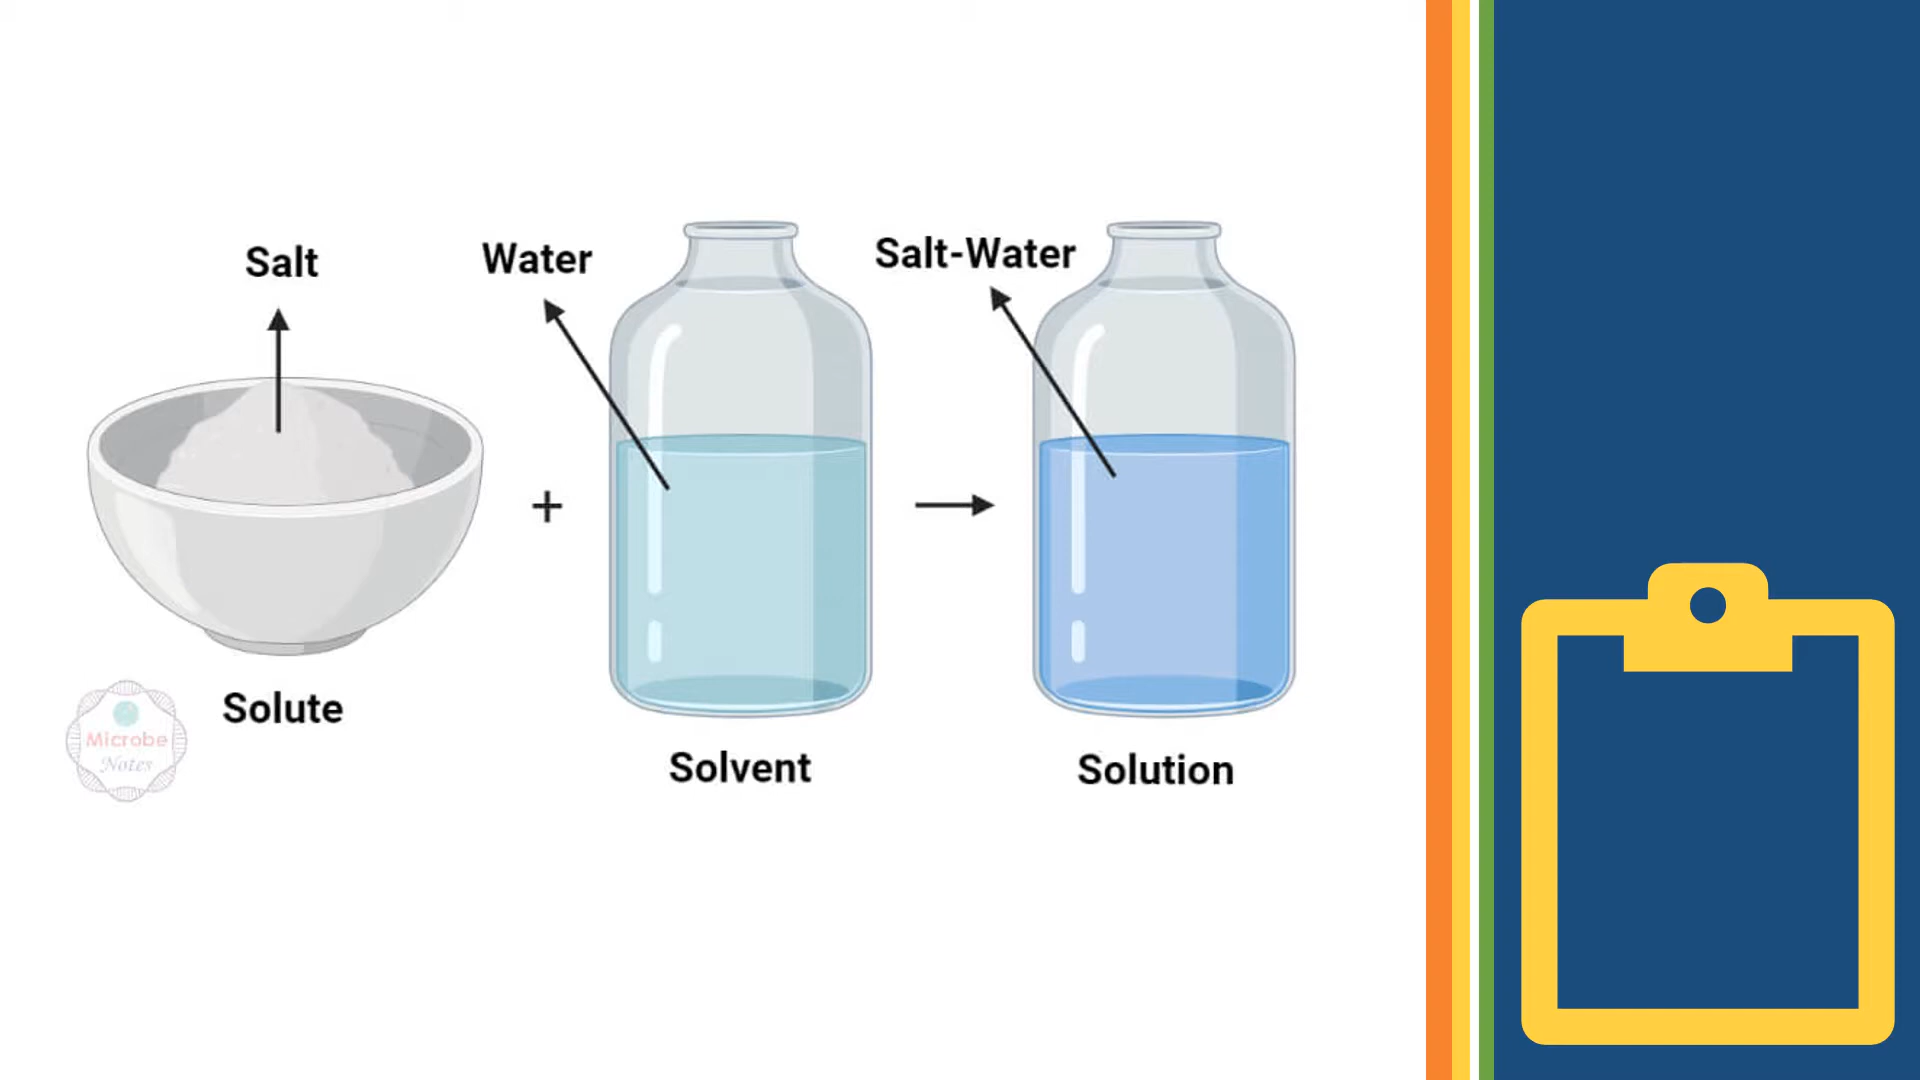 Salt
Water
Salt-Water
+
Solute
Solvent
Solution
Microbe
Notes